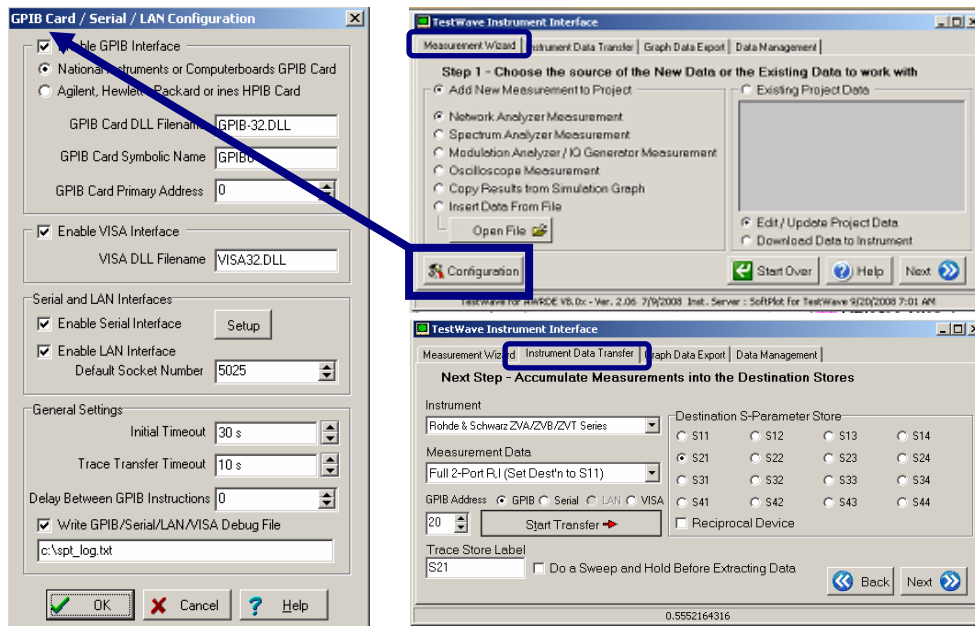 GPIB Card / Serial / LAN Configuration
Enable GPIB Interface
National Instruments or Computerboards GPIB Card
Agilent, Hewlett Packard or ines HPIB Card
GPIB Card DLL Filename GPIB-32.DLL
GPIB Card Symbolic Name GPIB0
GPIB Card Primary Address 0
Enable VISA Interface
VISA DLL Filename VISA32.DLL
Serial and LAN Interfaces
Enable Serial Interface Setup
Enable LAN Interface
Default Socket Number 5025
General Settings
Initial Timeout 30 s
Trace Transfer Timeout 10 s
Delay Between GPIB Instructions 0
Write GPIB/Serial/LAN/VISA Debug File
c:\spt_log.txt
OK Cancel ? Help
TestWave Instrument Interface
Measurement Wizard Instrument Data Transfer Graph Data Export Data Management
Step 1 - Choose the source of the New Data or the Existing Data to work with
Add New Measurement to Project Existing Project Data
Network Analyzer Measurement
Spectrum Analyzer Measurement
Modulation Analyzer / IQ Generator Measurement
Oscilloscope Measurement
Copy Results from Simulation Graph
Insert Data From File
Open File
Edit / Update Project Data
Download Data to Instrument
Configuration Start Over ? Help Next
TestWave for AWRDE V8.0x - Ver. 2.06 7/9/2008 Inst. Server : SoftPlot for TestWave 9/20/2008 7:01 AM
TestWave Instrument Interface
Measurement Wizard Instrument Data Transfer Graph Data Export Data Management
Next Step - Accumulate Measurements into the Destination Stores
Instrument
Rohde & Schwarz ZVA/ZVB/ZVT Series
Measurement Data
Full 2-Port R,I (Set Dest'n to S11)
GPIB Address GPIB Serial LAN VISA
20 Start Transfer
Trace Store Label
S21 Do a Sweep and Hold Before Extracting Data
Destination S-Parameter Store
S11 S12 S13 S14
S21 S22 S23 S24
S31 S32 S33 S34
S41 S42 S43 S44
Reciprocal Device
Back Next
0.5552164316